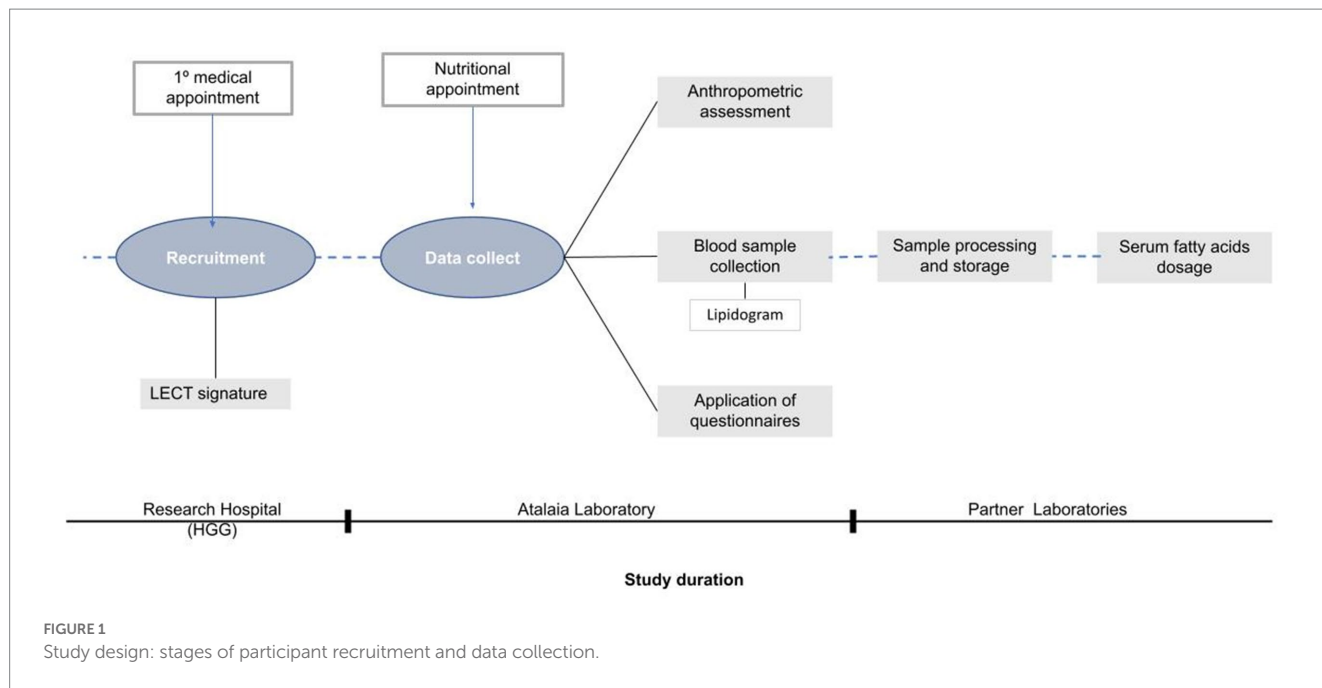 1º medical
appointment
Nutritional
appointment
Anthropometric
assessment
Recruitment
Data collect
Blood sample
collection
Sample processing
and storage
Serum fatty acids
dosage
Lipidogram
LECT signature
Application of
questionnaires
Research Hospital
(HGG)
Atalaia Laboratory
Partner Laboratories
Study duration
FIGURE 1
Study design: stages of participant recruitment and data collection.